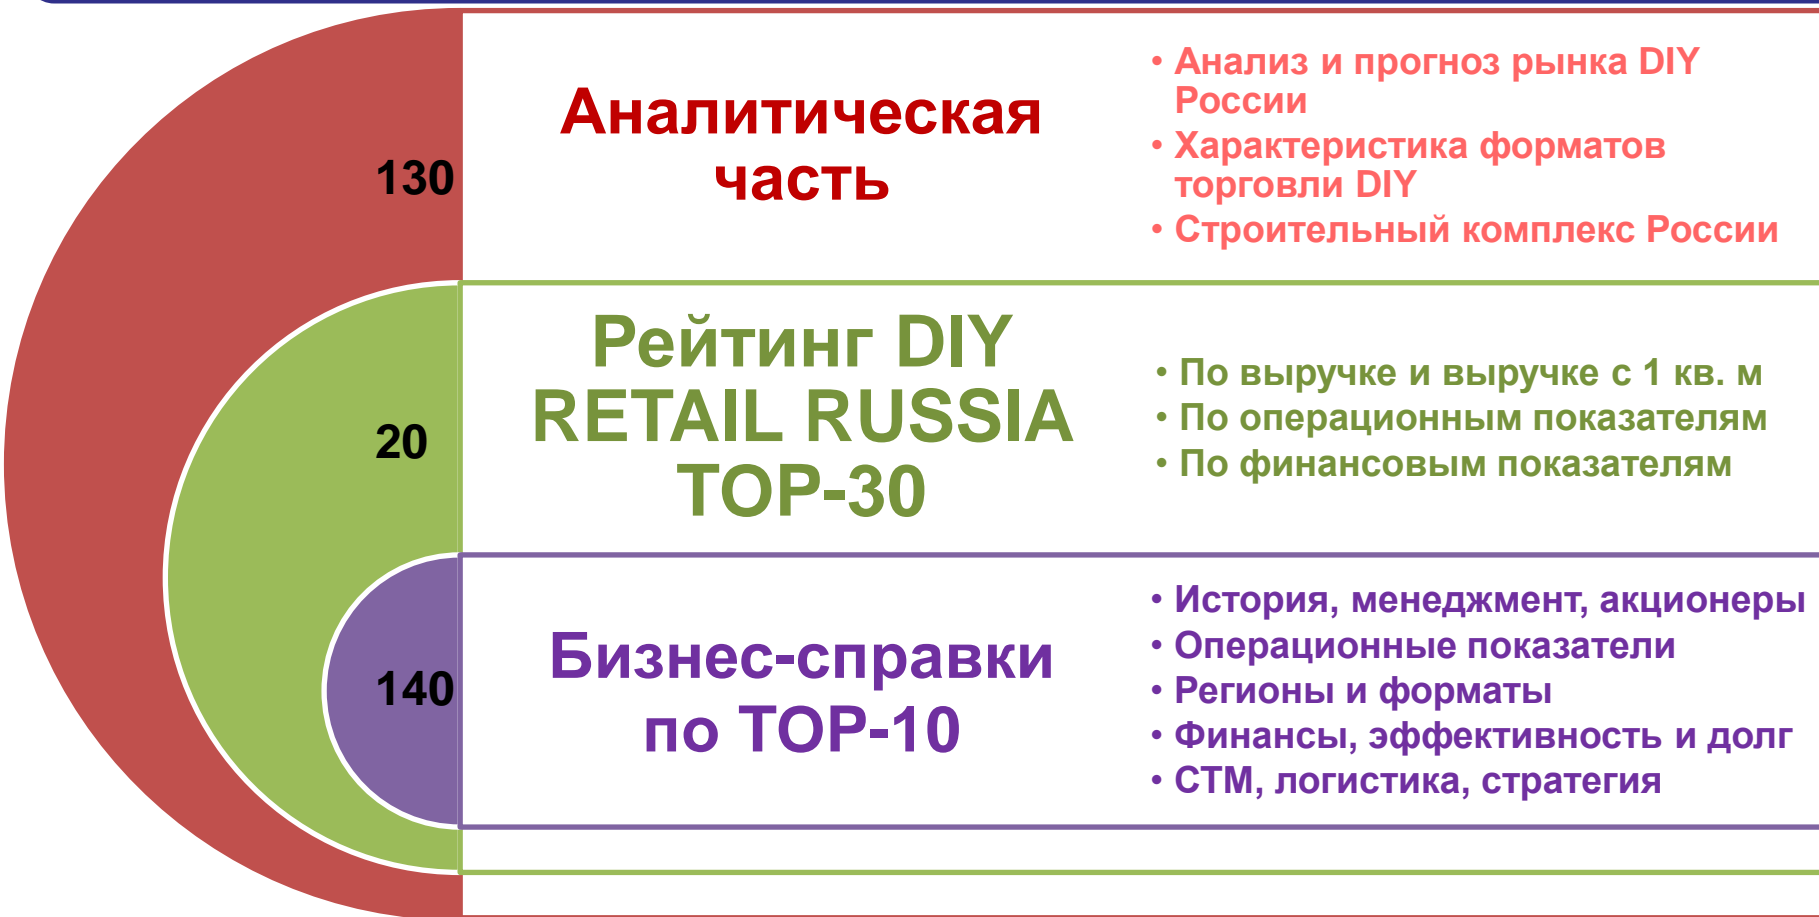 130
Аналитическая
часть
• Анализ и прогноз рынка DIY
России
• Характеристика форматов
торговли DIY
• Строительный комплекс России
20
Рейтинг DIY
RETAIL RUSSIA
TOP-30
• По выручке и выручке с 1 кв. м
• По операционным показателям
• По финансовым показателям
140
Бизнес-справки
по TOP-10
• История, менеджмент, акционеры
• Операционные показатели
• Регионы и форматы
• Финансы, эффективность и долг
• СТМ, логистика, стратегия